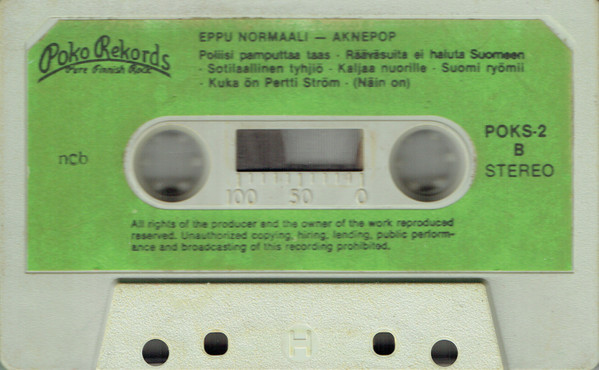 Poko Rekords
Pure Finnish Rock
EPPU NORMAALI — AKNEPOP
Poliisi pamputtaa taas · Rääväsuita ei haluta Suomeen
· Sotilaallinen tyhjiö · Kaljaa nuorille · Suomi ryömii
· Kuka ön Pertti Ström · (Näin on)
ncb
POKS-2
B
STEREO
100 50 0
All rights of the producer and the owner of the work reproduced
reserved. Unauthorized copying, hiring, lending, public perform-
ance and broadcasting of this recording prohibited.
H